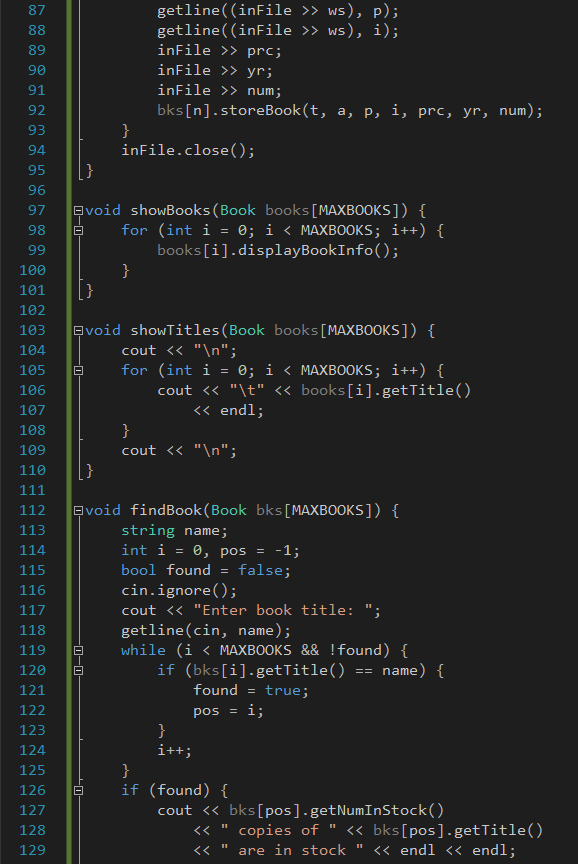 87 getline((inFile >> ws), p);
88 getline((inFile >> ws), i);
89 inFile >> prc;
90 inFile >> yr;
91 inFile >> num;
92 bks[n].storeBook(t, a, p, i, prc, yr, num);
93 }
94 inFile.close();
95 }
96
97 void showBooks(Book books[MAXBOOKS]) {
98 for (int i = 0; i < MAXBOOKS; i++) {
99 books[i].displayBookInfo();
100 }
101 }
102
103 void showTitles(Book books[MAXBOOKS]) {
104 cout << "\n";
105 for (int i = 0; i < MAXBOOKS; i++) {
106 cout << "\t" << books[i].getTitle()
107 << endl;
108 }
109 cout << "\n";
110 }
111
112 void findBook(Book bks[MAXBOOKS]) {
113 string name;
114 int i = 0, pos = -1;
115 bool found = false;
116 cin.ignore();
117 cout << "Enter book title: ";
118 getline(cin, name);
119 while (i < MAXBOOKS && !found) {
120 if (bks[i].getTitle() == name) {
121 found = true;
122 pos = i;
123 }
124 i++;
125 }
126 if (found) {
127 cout << bks[pos].getNumInStock()
128 << " copies of " << bks[pos].getTitle()
129 << " are in stock " << endl << endl;